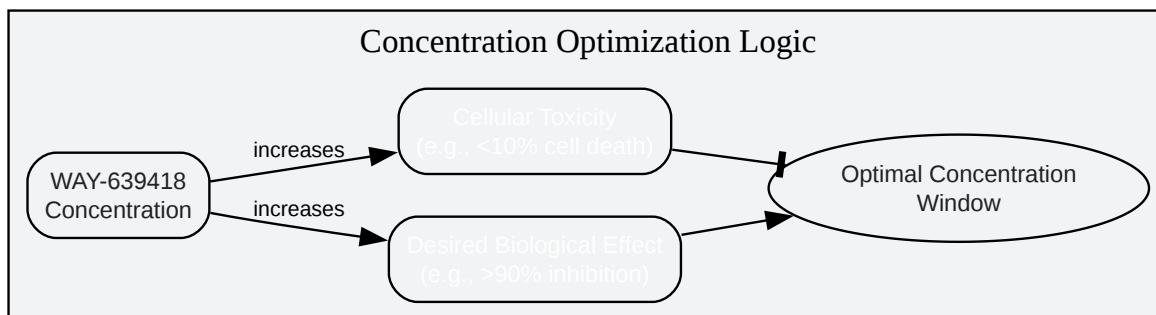 Concentration Optimization Logic
Cellular Toxicity
(e.g., <10% cell death)
increases
WAY-639418
Concentration
increases
Desired Biological Effect
(e.g., >90% inhibition)
Optimal Concentration
Window